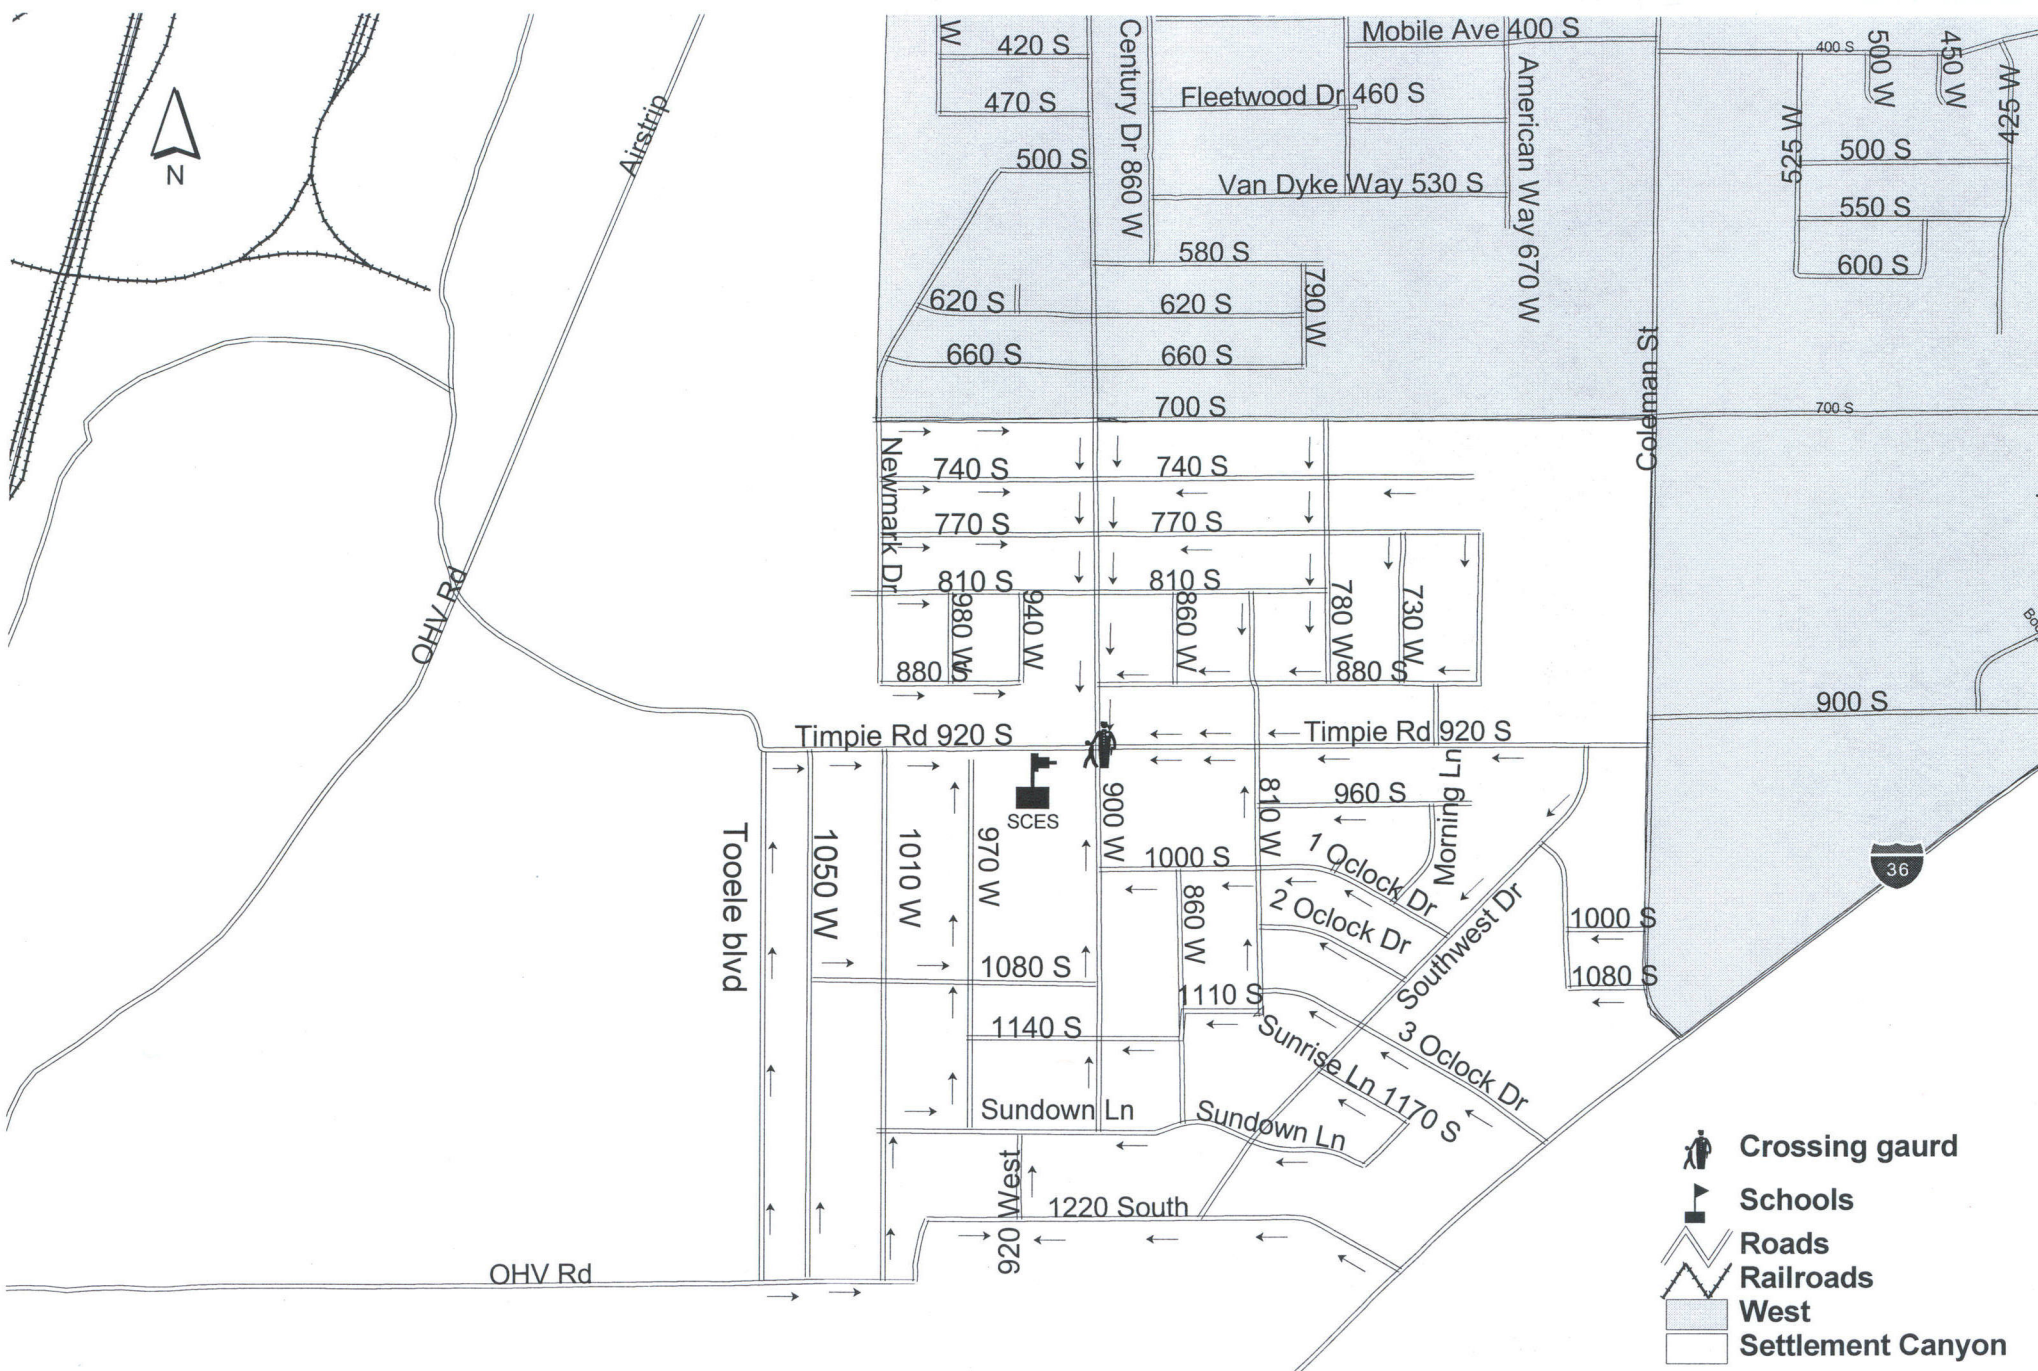 W
420 S
470 S
500 S
Century Dr 860 W
Mobile Ave 400 S
Fleetwood Dr 460 S
Van Dyke Way 530 S
American Way 670 W
400 S
500 W
450 W
425 W
525 W
500 S
550 S
600 S
N
Airstrip
580 S
620 S
620 S
790 W
660 S
660 S
Coleman St
700 S
700 S
Newmark Dr
740 S
740 S
770 S
770 S
810 S
810 S
980 W
940 W
860 W
780 W
730 W
880 S
880 S
OHV Rd
900 S
Timpie Rd 920 S
Timpie Rd 920 S
SCES
900 W
810 W
960 S
Morning Ln
Tooele blvd
1050 W
1010 W
970 W
1000 S
1 Oclock Dr
860 W
2 Oclock Dr
Southwest Dr
1000 S
1080 S
36
1080 S
1110 S
1140 S
3 Oclock Dr
Sunrise Ln 1170 S
Sundown Ln
Sundown Ln
920 West
1220 South
OHV Rd
Crossing gaurd
Schools
Roads
Railroads
West
Settlement Canyon